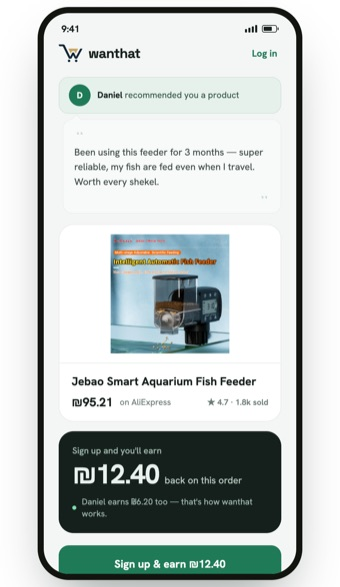 9:41
wanthat
Log in
D
Daniel recommended you a product
"
Been using this feeder for 3 months — super
reliable, my fish are fed even when I travel.
Worth every shekel.
"
Intelligent Automatic Fish Feeder
Jebao Smart Aquarium Fish Feeder
₪95.21 on AliExpress ★ 4.7 · 1.8k sold
Sign up and you'll earn
₪12.40 back on this order
Daniel earns ₪6.20 too — that's how wanthat
works.
Sign up & earn ₪12.40